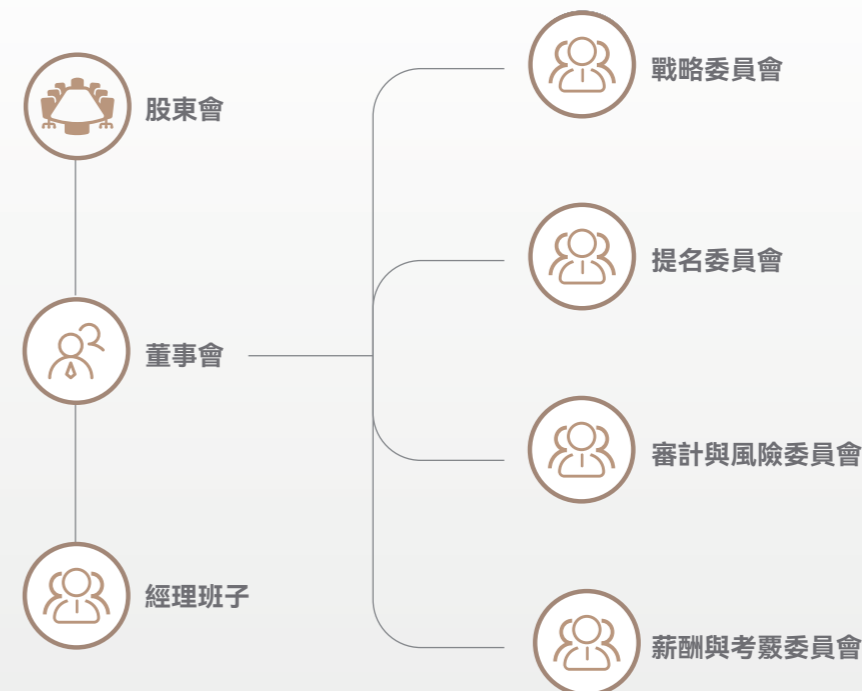 股東會
董事會
經理班子
戰略委員會
提名委員會
審計與風險委員會
薪酬與考覈委員會